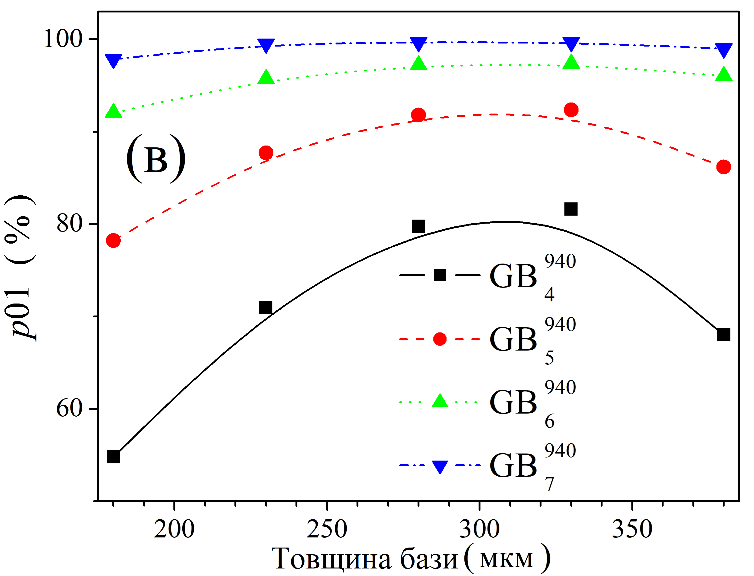 100
80
60
p01 (%)
(в)
GB 940 4
GB 940 5
GB 940 6
GB 940 7
200 250 300 350
Товщина бази (мкм)